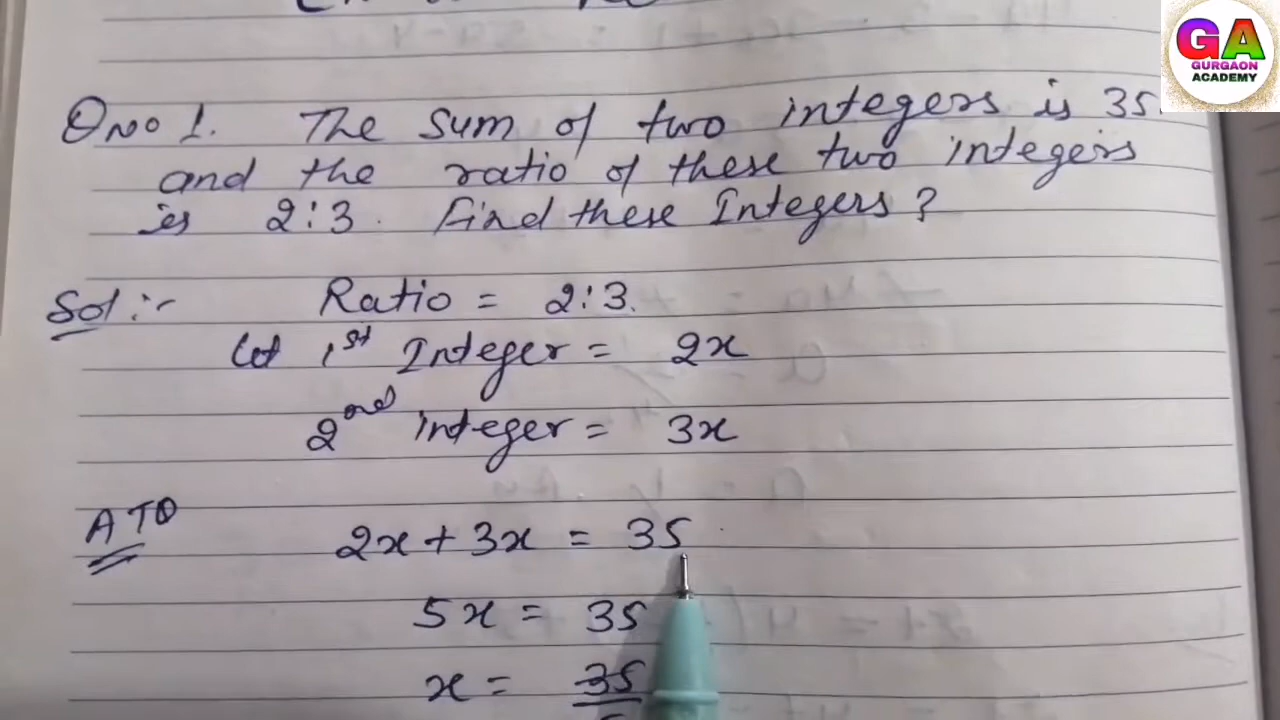 GA
GURGAON
ACADEMY
Q no 1. The sum of two integers is 35.
and the ratio of these two integers
is 2:3. Find these Integers?
Sol:- Ratio = 2:3.
let 1st Integer = 2x
2nd integer = 3x
ATQ 2x + 3x = 35
5x = 35
x = 35